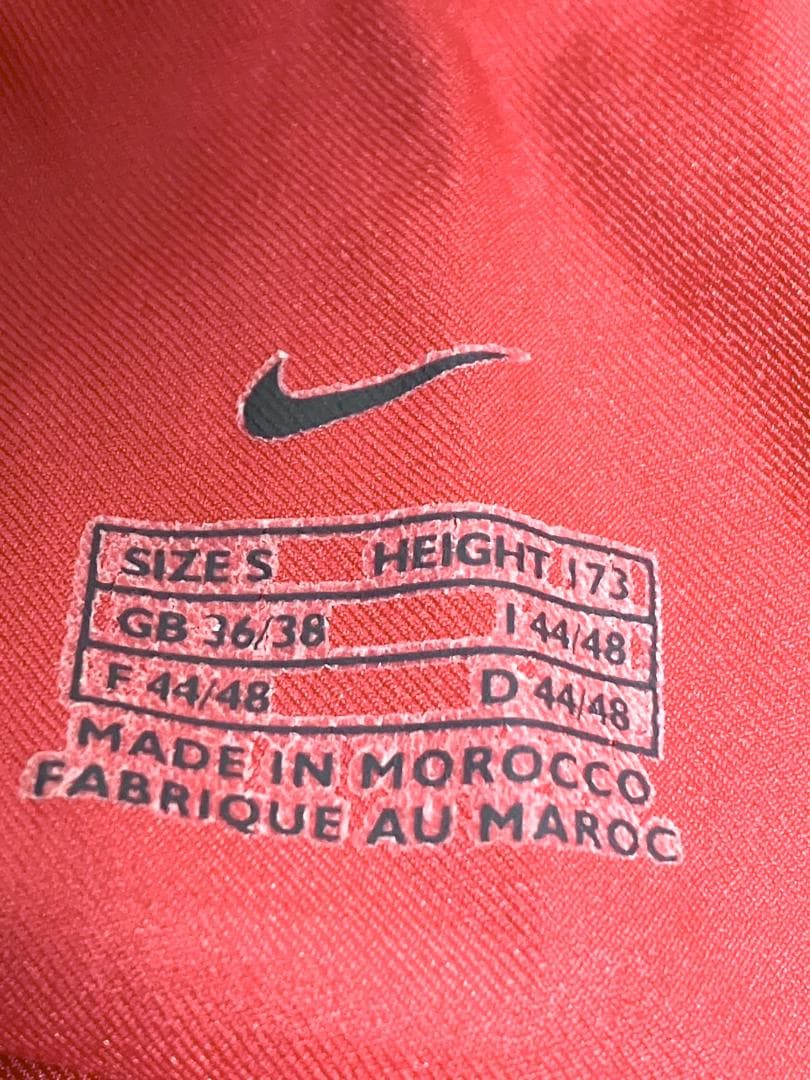 SIZE S HEIGHT 173
GB 36/38 I 44/48
F 44/48 D 44/48
MADE IN MOROCCO
FABRIQUE AU MAROC